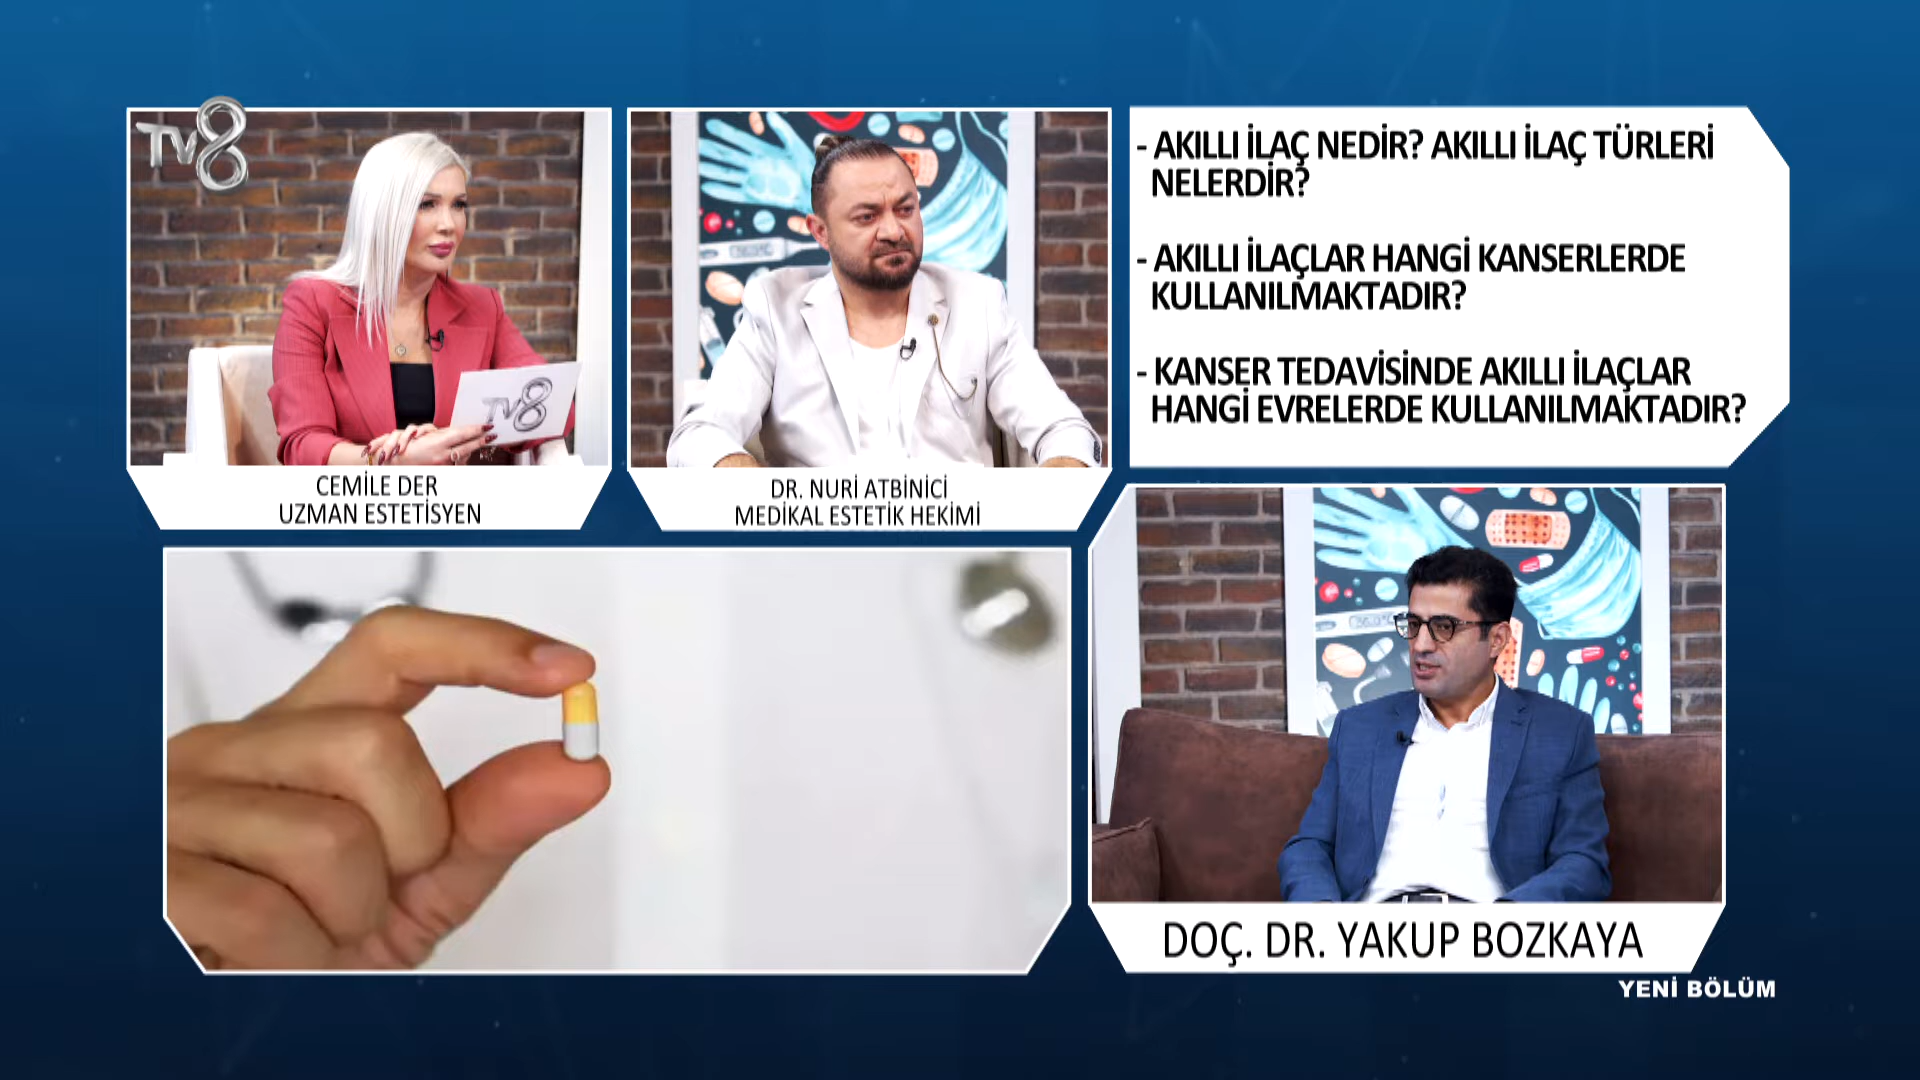 TV8
- AKILLI İLAÇ NEDİR? AKILLI İLAÇ TÜRLERİ
NELERDİR?
- AKILLI İLAÇLAR HANGİ KANSERLERDE
KULLANILMAKTADIR?
- KANSER TEDAVİSİNDE AKILLI İLAÇLAR
HANGİ EVRELERDE KULLANILMAKTADIR?
TV8
CEMİLE DER
UZMAN ESTETİSYEN
DR. NURİ ATBİNİCİ
MEDİKAL ESTETİK HEKİMİ
DOÇ. DR. YAKUP BOZKAYA
YENİ BÖLÜM